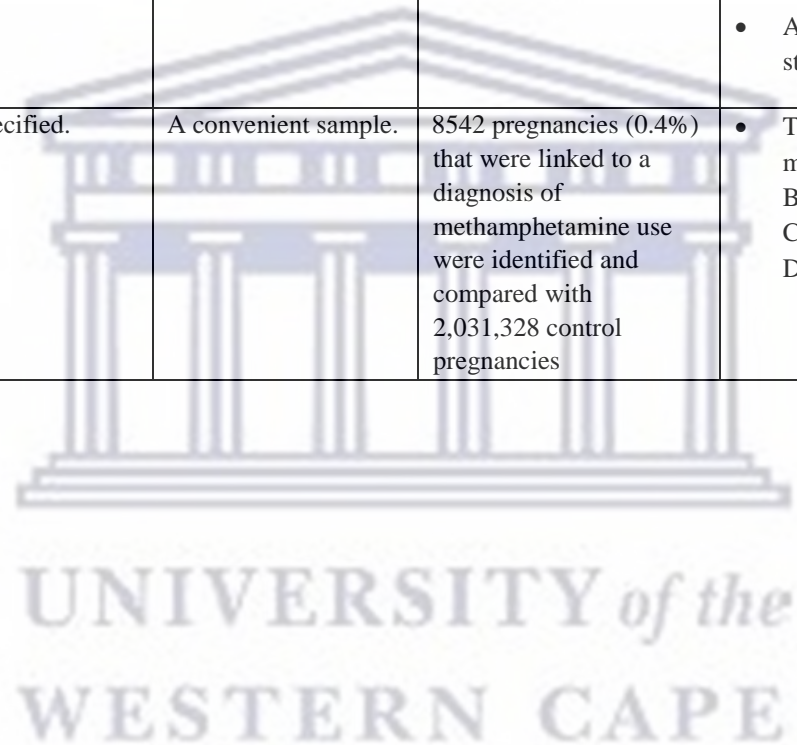 A convenient sample.
8542 pregnancies (0.4%)
that were linked to a
diagnosis of
methamphetamine use
were identified and
compared with
2,031,328 control
pregnancies
UNIVERSITY of the
WESTERN CAPE